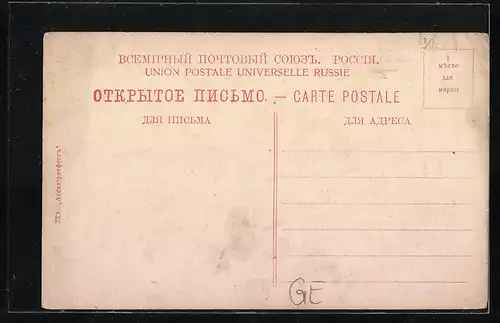 30.
ВСЕМІРНЫЙ ПОЧТОВЫЙ СОЮЗЪ. РОССІЯ.
UNION POSTALE UNIVERSELLE RUSSIE
ОТКРЫТОЕ ПИСЬМО. — CARTE POSTALE
мѣсто
для
марки
ДЛЯ ПИСЬМА
ДЛЯ АДРЕСА
GE